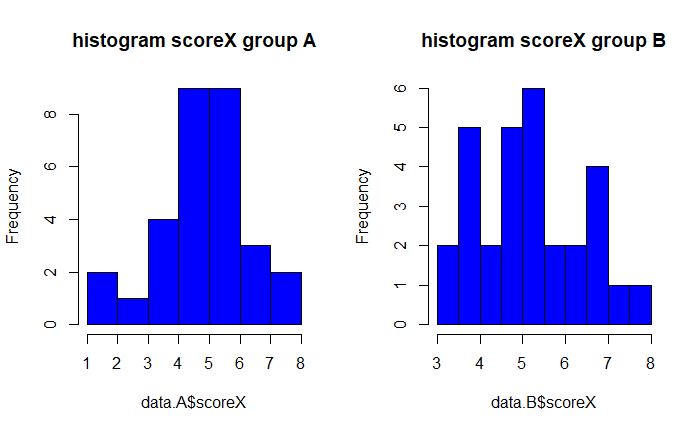 histogram scoreX group A
Frequency
0 2 4 6 8
1 2 3 4 5 6 7 8
data.A$scoreX
histogram scoreX group B
Frequency
0 1 2 3 4 5 6
3 4 5 6 7 8
data.B$scoreX